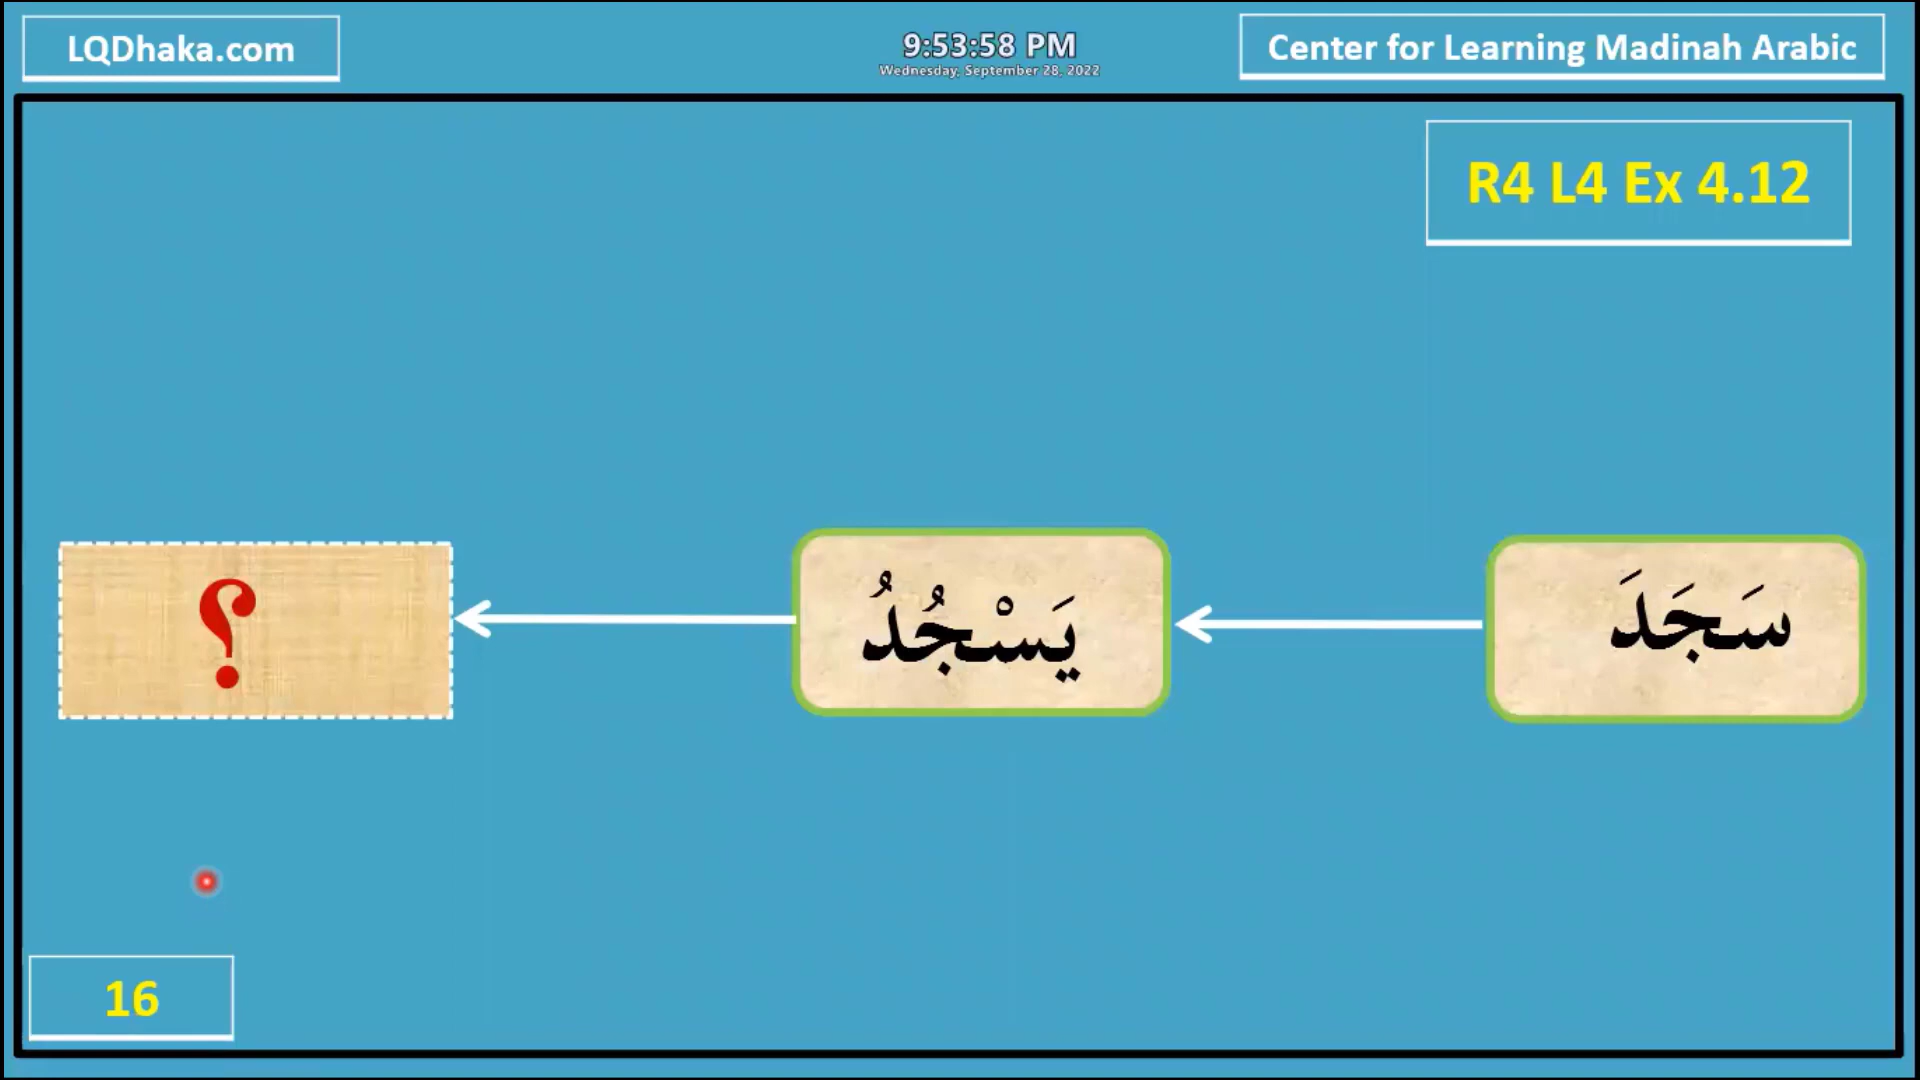 LQDhaka.com
9:53:58 PM
Wednesday, September 28, 2022
Center for Learning Madinah Arabic
R4 L4 Ex 4.12
سَجَدَ
يَسْجُدُ
؟
16